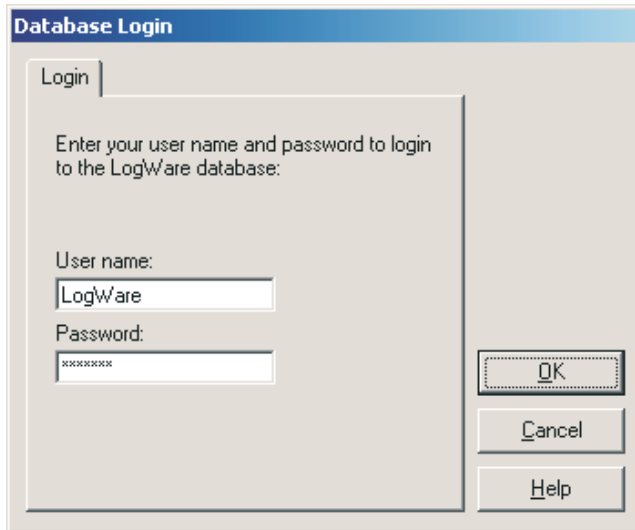 Database Login
Login
Enter your user name and password to login
to the LogWare database:
User name:
LogWare
Password:
*******
OK
Cancel
Help